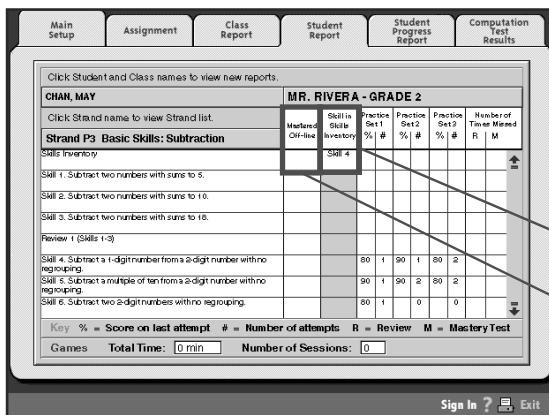 Main Setup
Assignment
Class Report
Student Report
Student Progress Report
Computation Test Results
Click Student and Class names to view new reports.
CHAN, MAY MR. RIVERA - GRADE 2
Click Strand name to view Strand list.
Strand P3 Basic Skills: Subtraction
Mastered Off-line
Skill in Skills Inventory
Practice Set 1 % #
Practice Set 2 % #
Practice Set 3 % #
Number of Times Missed R M
Skills Inventory Skill 4
Skill 1. Subtract two numbers with sums to 5.
Skill 2. Subtract two numbers with sums to 10.
Skill 3. Subtract two numbers with sums to 18.
Review 1 (Skills 1-3)
Skill 4. Subtract a 1-digit number from a 2-digit number with no
regrouping. 80 1 90 1 80 2
Skill 5. Subtract a multiple of ten from a 2-digit number with no
regrouping. 90 1 90 2 80 2
Skill 6. Subtract two 2-digit numbers with no regrouping. 80 1 0 0
Key % = Score on last attempt # = Number of attempts R = Review M = Mastery Test
Games Total Time: 0 min Number of Sessions: 0
Sign In ? Exit